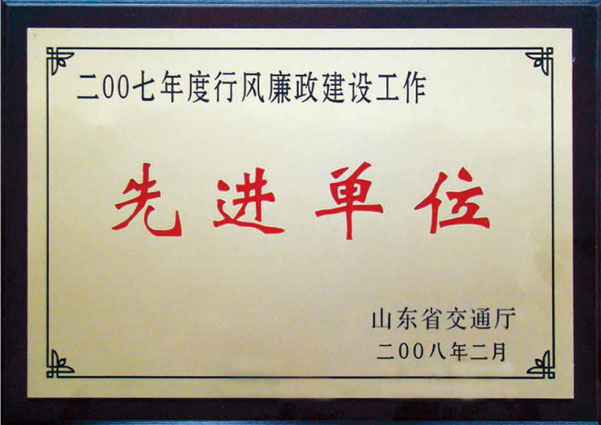 二00七年度行风廉政建设工作
先进单位
山东省交通厅
二00八年二月